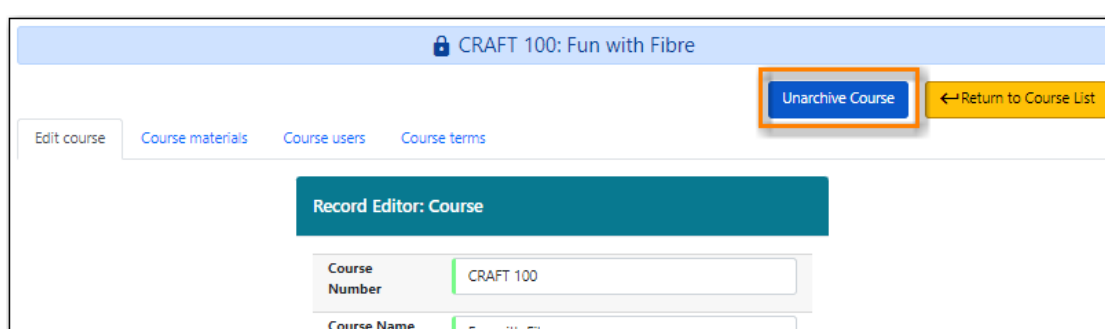 CRAFT 100: Fun with Fibre
Unarchive Course
Return to Course List
Edit course
Course materials
Course users
Course terms
Record Editor: Course
Course
Number
CRAFT 100
Course Name